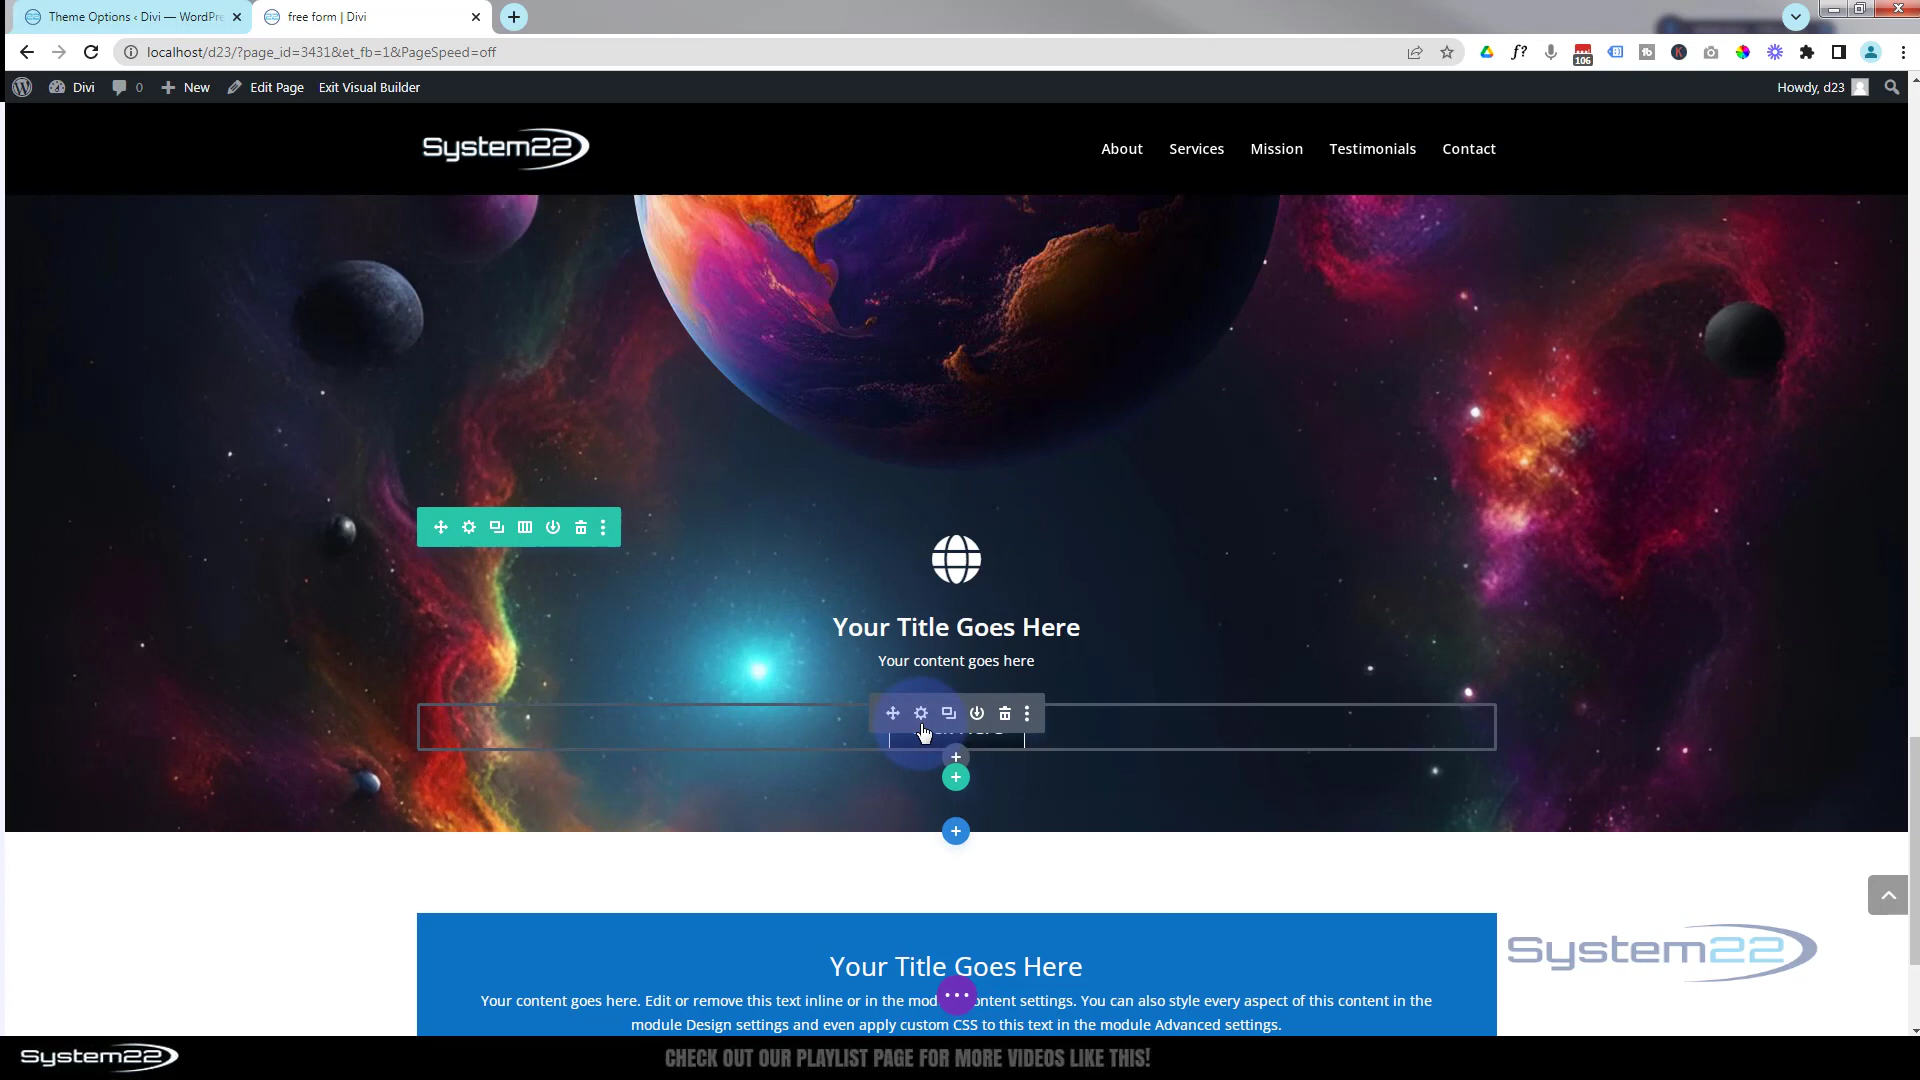 Theme Options ‹ Divi — WordPre
free form | Divi
localhost/d23/?page_id=3431&et_fb=1&PageSpeed=off
106
Divi
0
New
Edit Page
Exit Visual Builder
Howdy, d23
System22
About
Services
Mission
Testimonials
Contact
Your Title Goes Here
Your content goes here
Your Title Goes Here
Your content goes here. Edit or remove this text inline or in the mod ontent settings. You can also style every aspect of this content in the
module Design settings and even apply custom CSS to this text in the module Advanced settings.
System22
System22
CHECK OUT OUR PLAYLIST PAGE FOR MORE VIDEOS LIKE THIS!